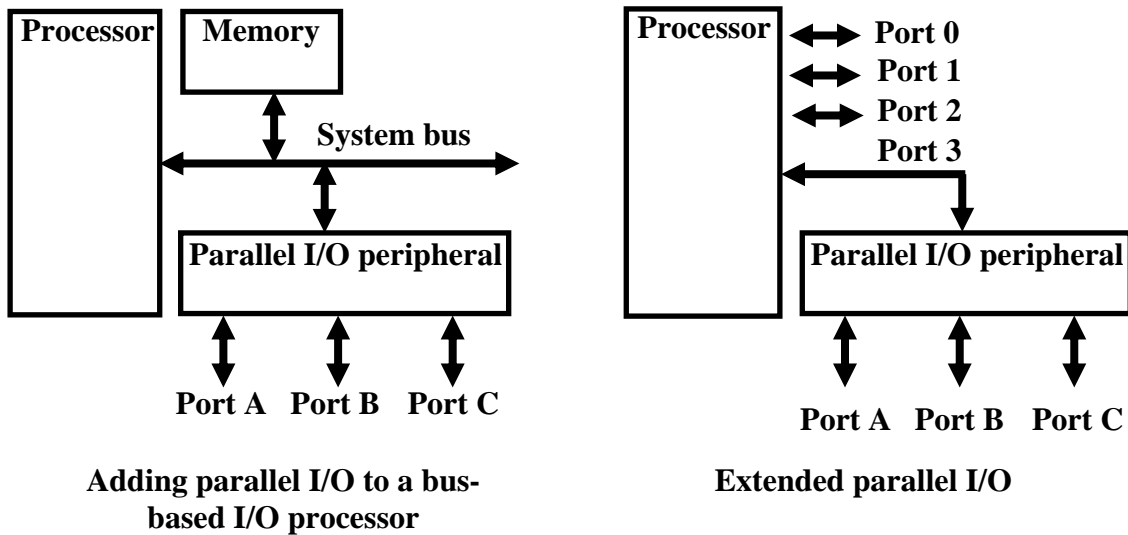 Processor
Memory
System bus
Parallel I/O peripheral
Port A Port B Port C
Adding parallel I/O to a bus-
based I/O processor
Processor
Port 0
Port 1
Port 2
Port 3
Parallel I/O peripheral
Port A Port B Port C
Extended parallel I/O